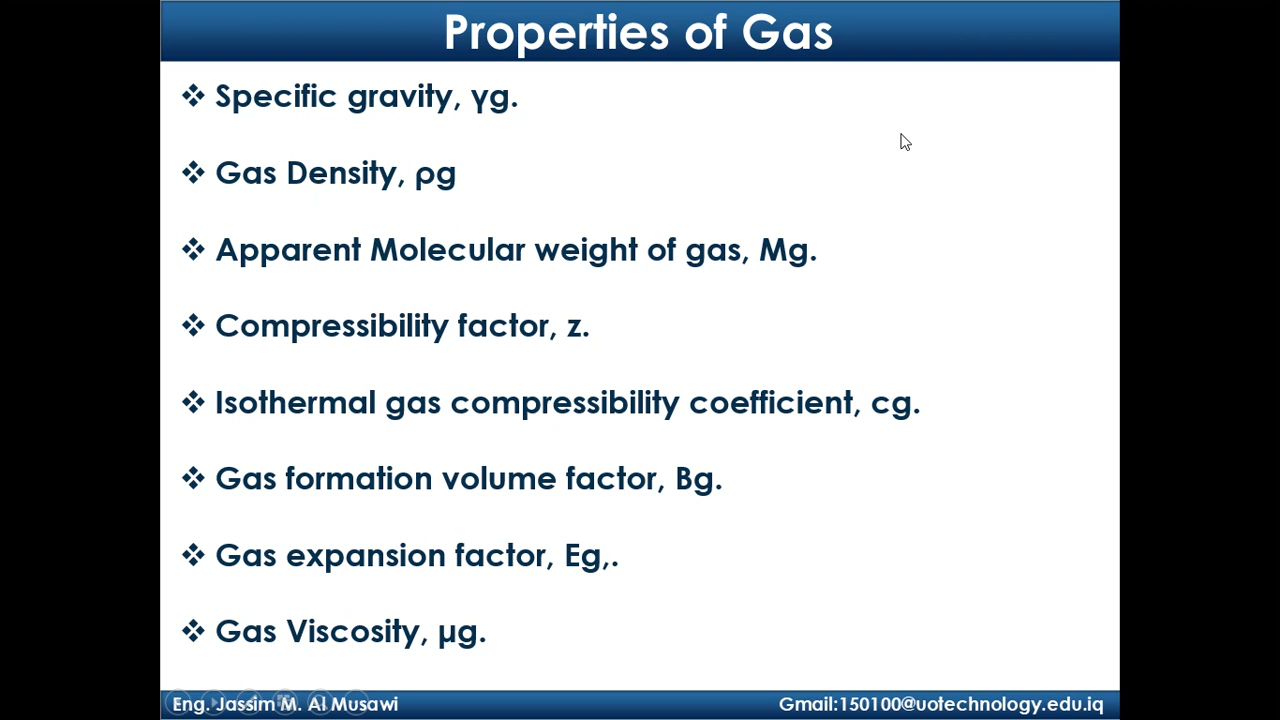 Properties of Gas
❖ Specific gravity, γg.
❖ Gas Density, ρg
❖ Apparent Molecular weight of gas, Mg.
❖ Compressibility factor, z.
❖ Isothermal gas compressibility coefficient, cg.
❖ Gas formation volume factor, Bg.
❖ Gas expansion factor, Eg,.
❖ Gas Viscosity, μg.
Eng. Jassim M. Al Musawi
Gmail:150100@uotechnology.edu.iq